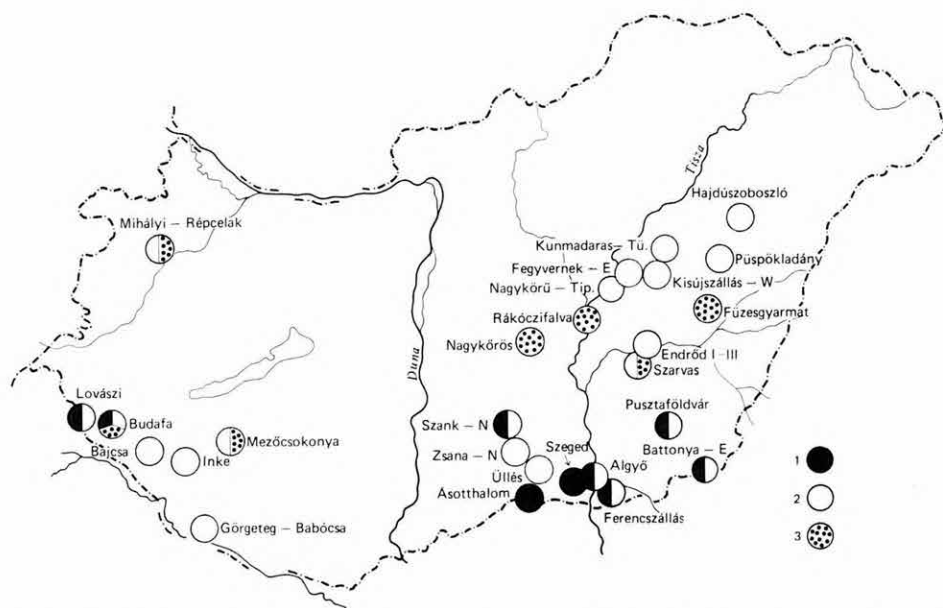 Tisza
Hajdúszoboszló
Mihályi – Répcelak
Kunmadaras – Tü.
Püspökladány
Fegyvernek – E
Kisújszállás – W
Nagykörű – Tip.
Rákóczifalva
Füzesgyarmat
Nagykőrös
Duna
Endrőd I–III
Szarvas
Lovászi
Budafa
Szank – N
Pusztaföldvár
Bajcsa
Inke
Mezőcsokonya
Zsana – N
Szeged
Algyő
Battonya – E
1
Üllés
Asotthalom
2
Görgeteg – Babócsa
Ferencszállás
3